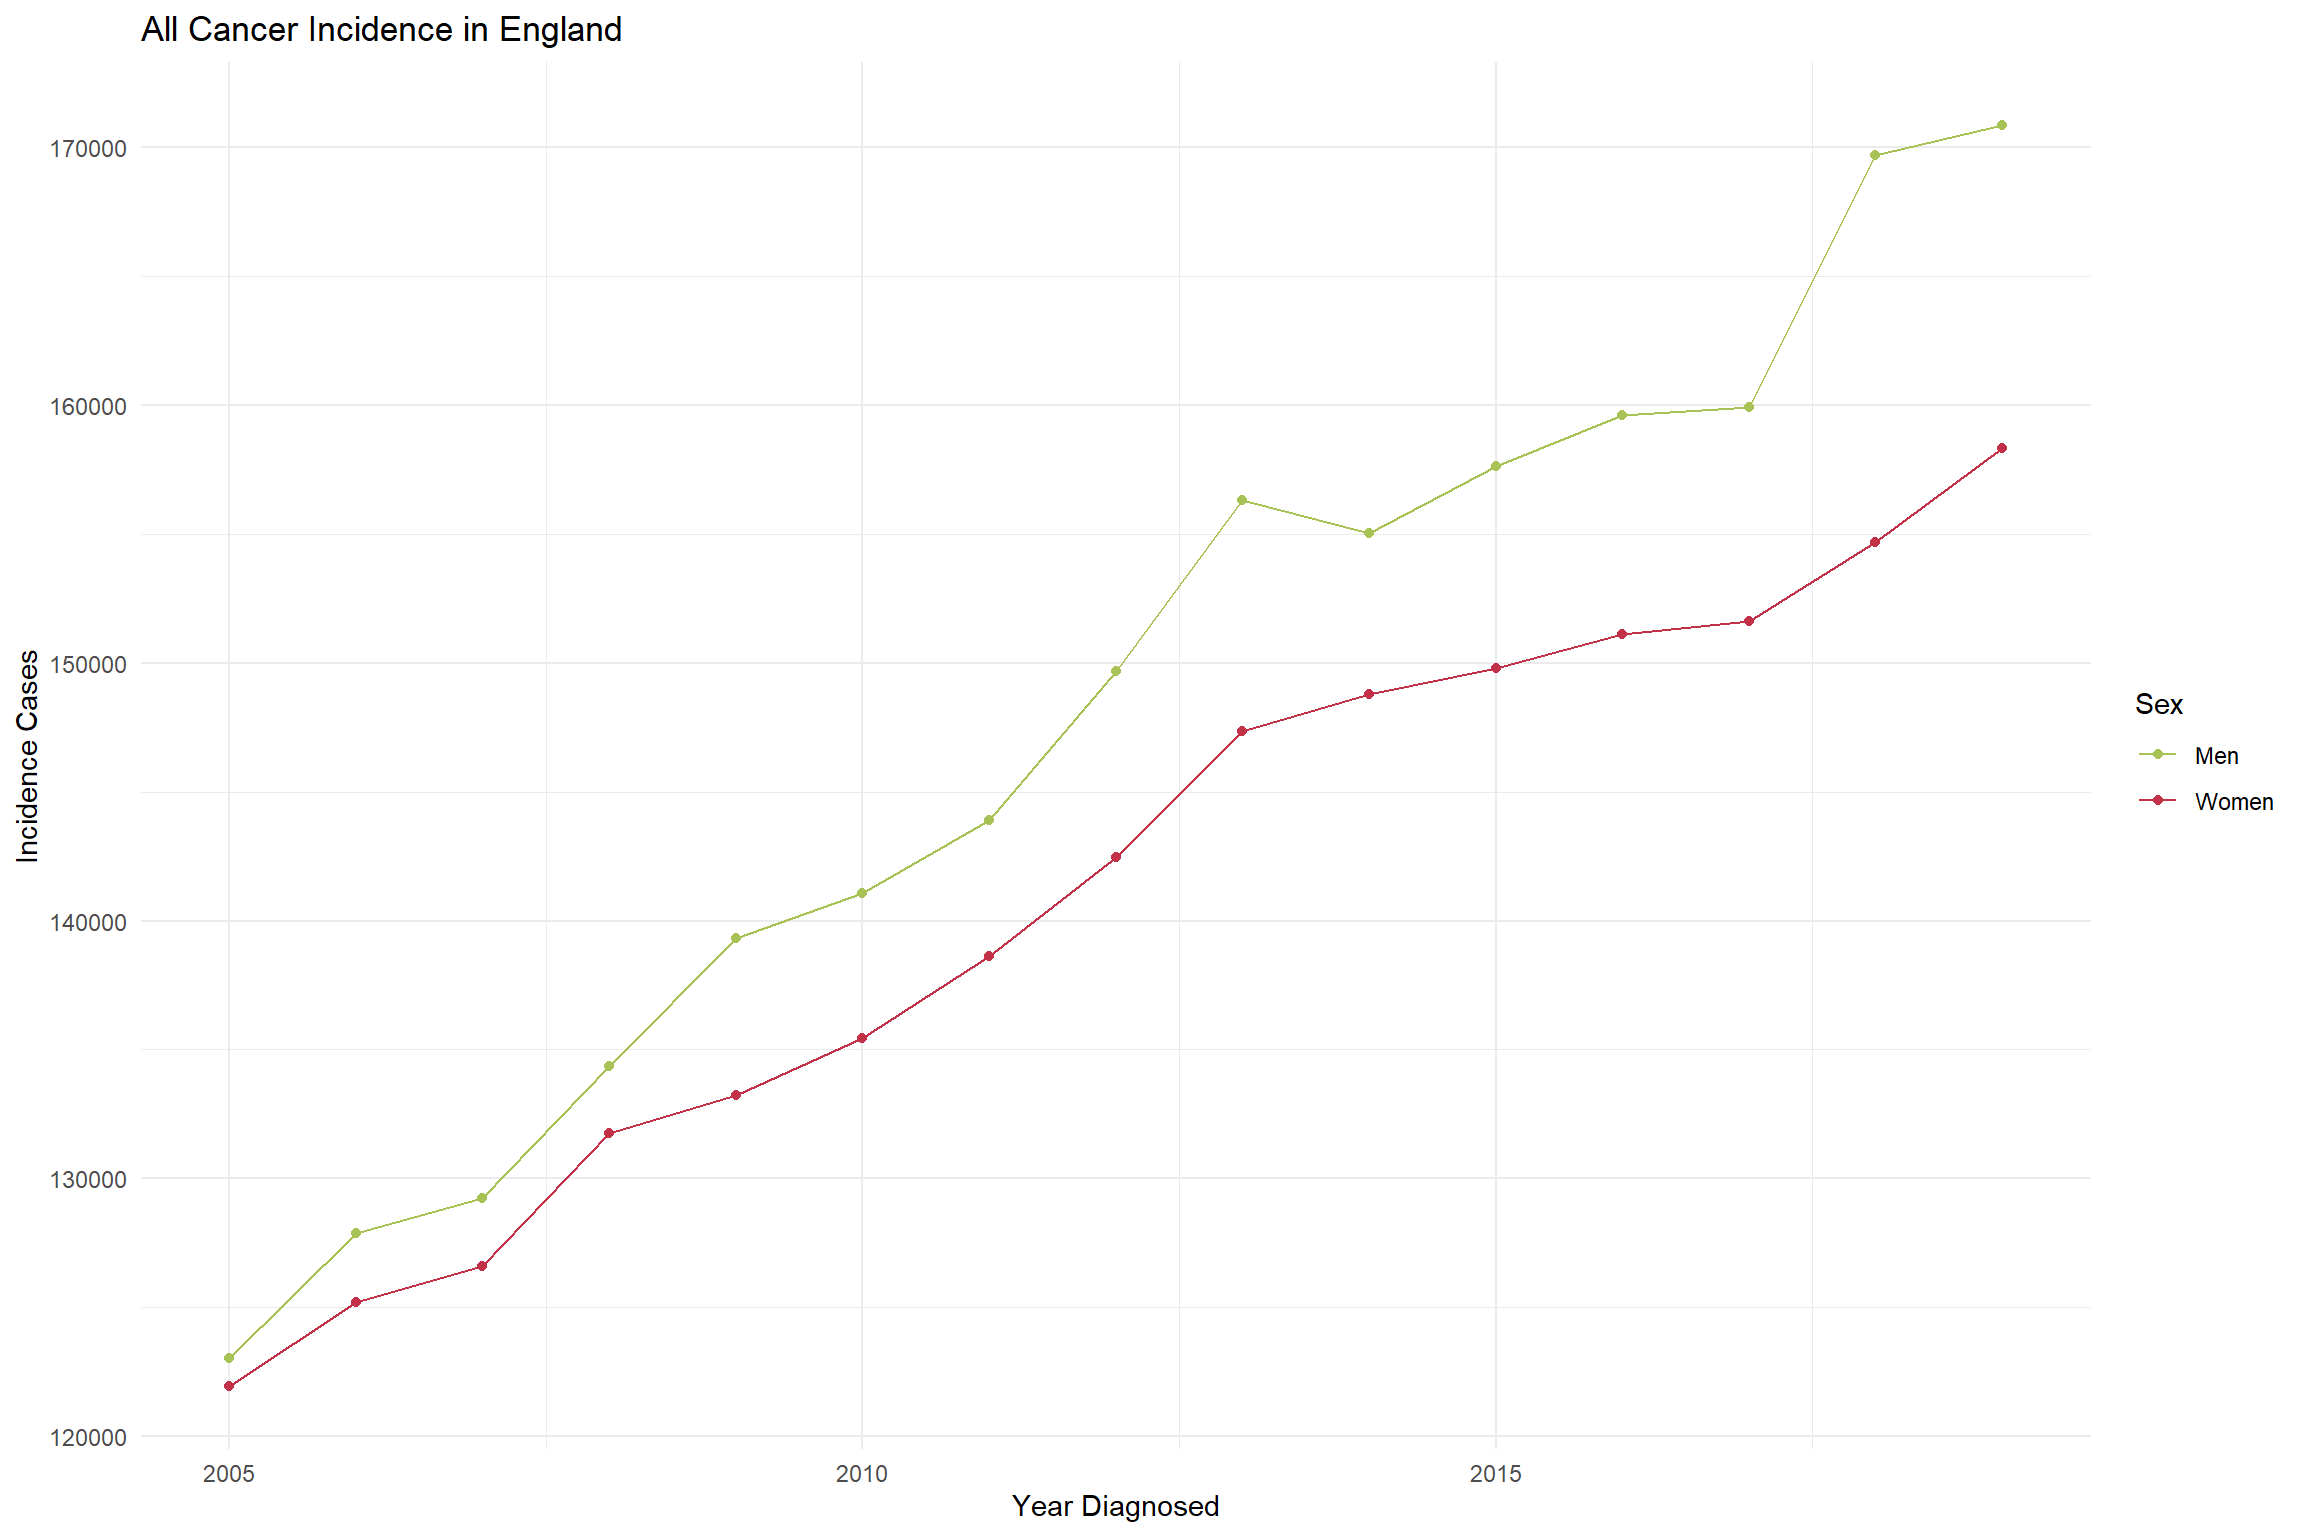 All Cancer Incidence in England
170000
160000
150000
140000
130000
120000
Incidence Cases
2005
2010
2015
Year Diagnosed
Sex
Men
Women